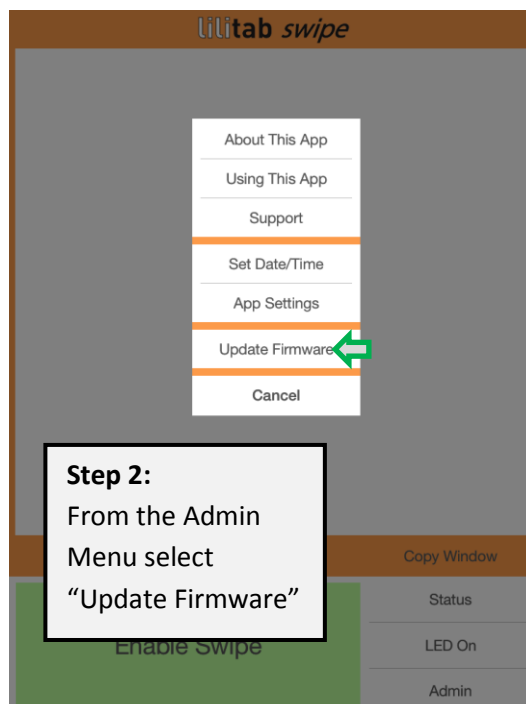 lilitab swipe
About This App
Using This App
Support
Set Date/Time
App Settings
Update Firmware
Cancel
Step 2:
From the Admin
Menu select
“Update Firmware”
Copy Window
Enable Swipe
Status
LED On
Admin